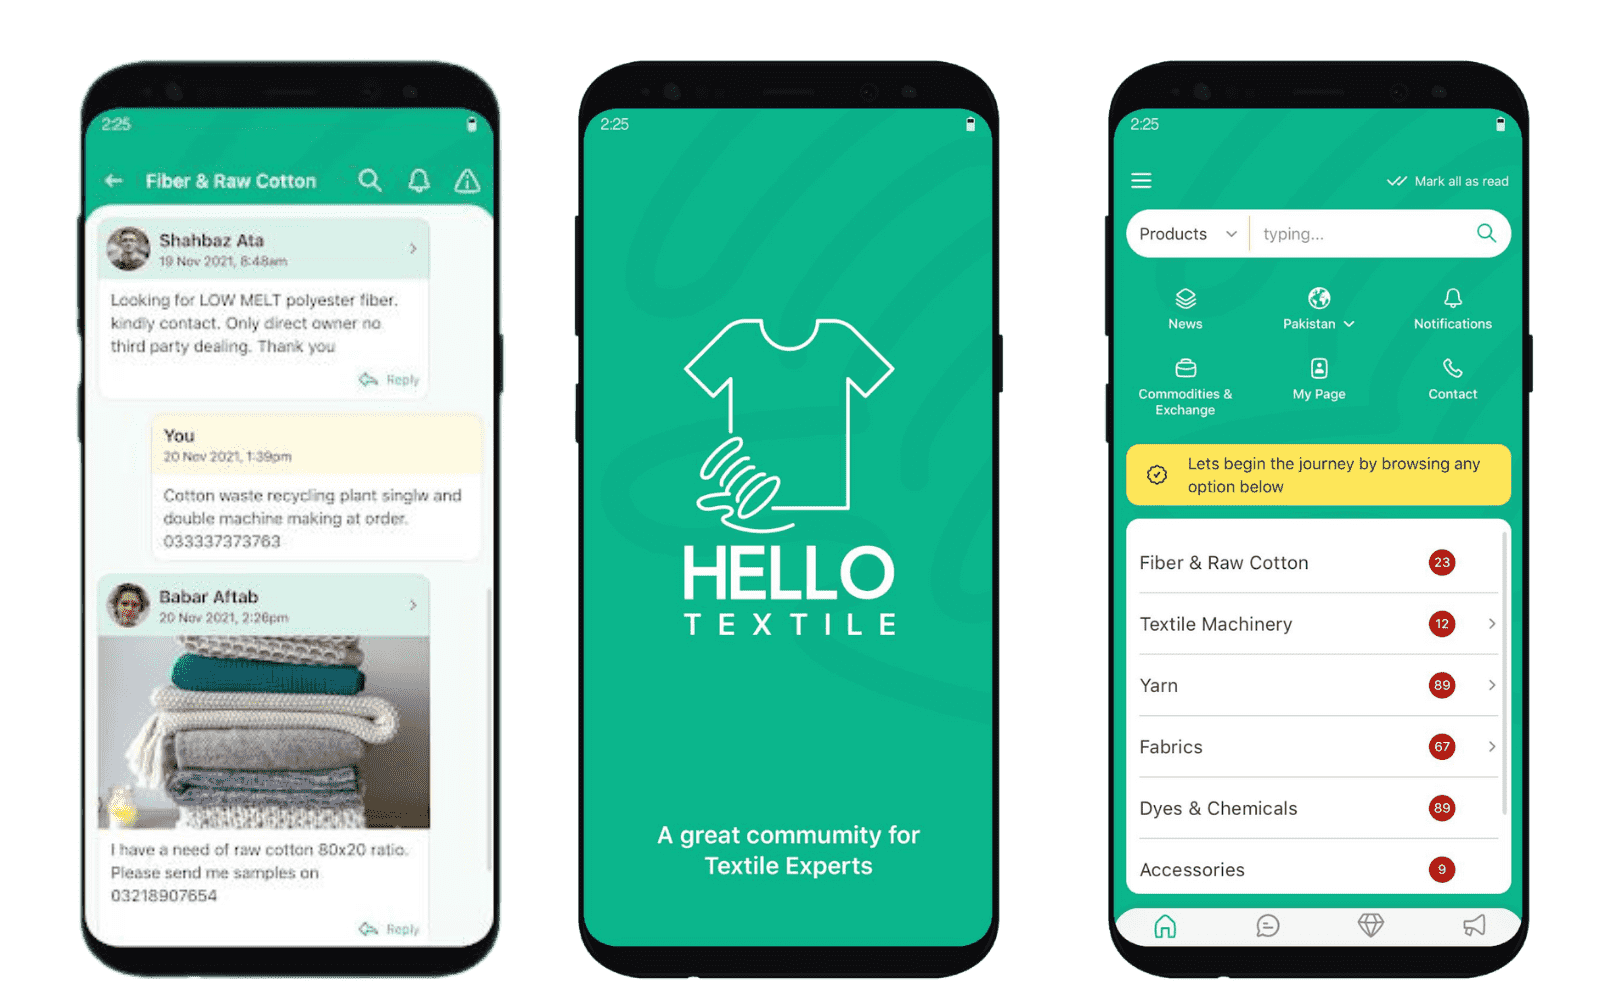 2:25
Fiber & Raw Cotton
Shahbaz Ata
19 Nov 2021, 8:48am
Looking for LOW MELT polyester fiber.
kindly contact. Only direct owner no
third party dealing. Thank you
Reply
You
20 Nov 2021, 1:39pm
Cotton waste recycling plant singlw and
double machine making at order.
033337373763
Babar Aftab
20 Nov 2021, 2:26pm
I have a need of raw cotton 80x20 ratio.
Please send me samples on
03218907654
Reply
2:25
HELLO
TEXTILE
A great commumity for
Textile Experts
2:25
Mark all as read
Products
typing...
News
Pakistan
Notifications
Commodities &
Exchange
My Page
Contact
Lets begin the journey by browsing any
option below
Fiber & Raw Cotton 23
Textile Machinery 12
Yarn 89
Fabrics 67
Dyes & Chemicals 89
Accessories 9